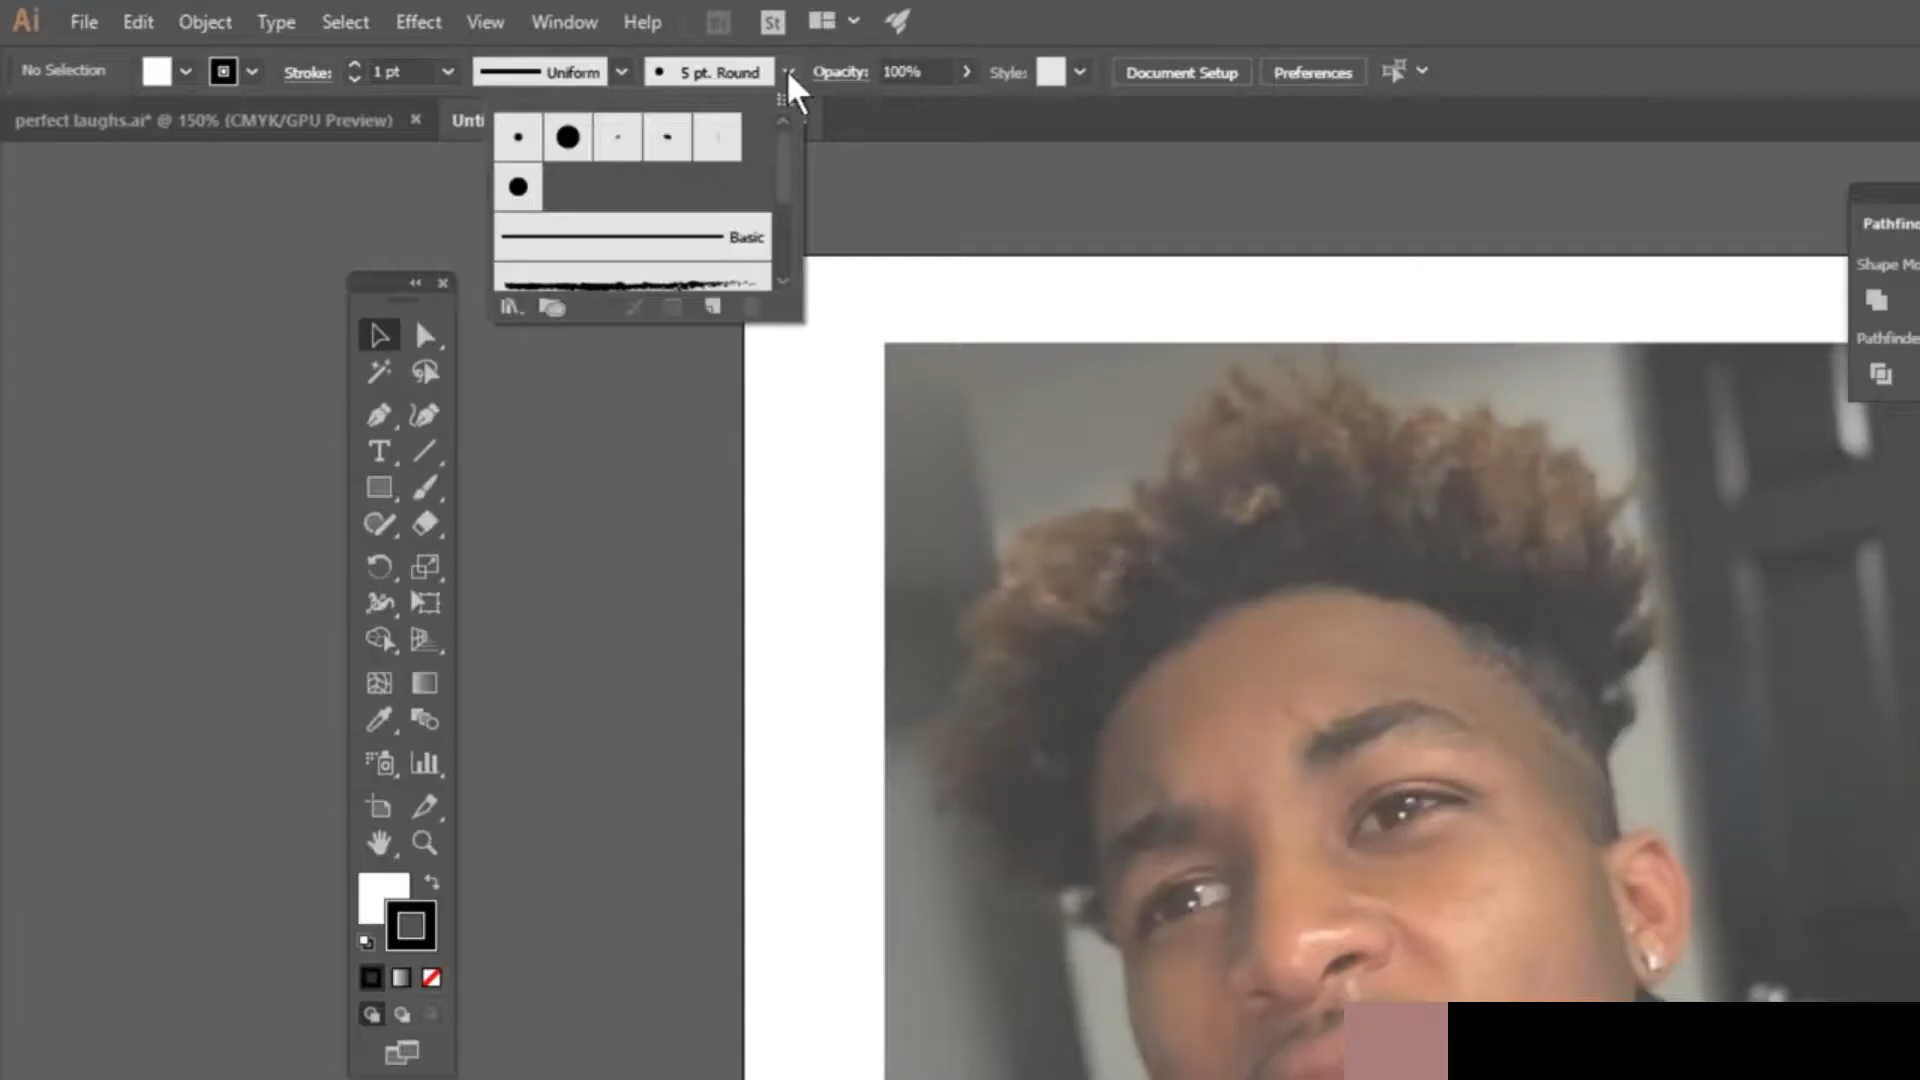 Ai File Edit Object Type Select Effect View Window Help St
No Selection Stroke: 1 pt Uniform 5 pt. Round Opacity: 100% Style: Document Setup Preferences
perfect laughs.ai* @ 150% (CMYK/GPU Preview) × Unti
Basic
Pathfind
Shape Mo
Pathfinde
T